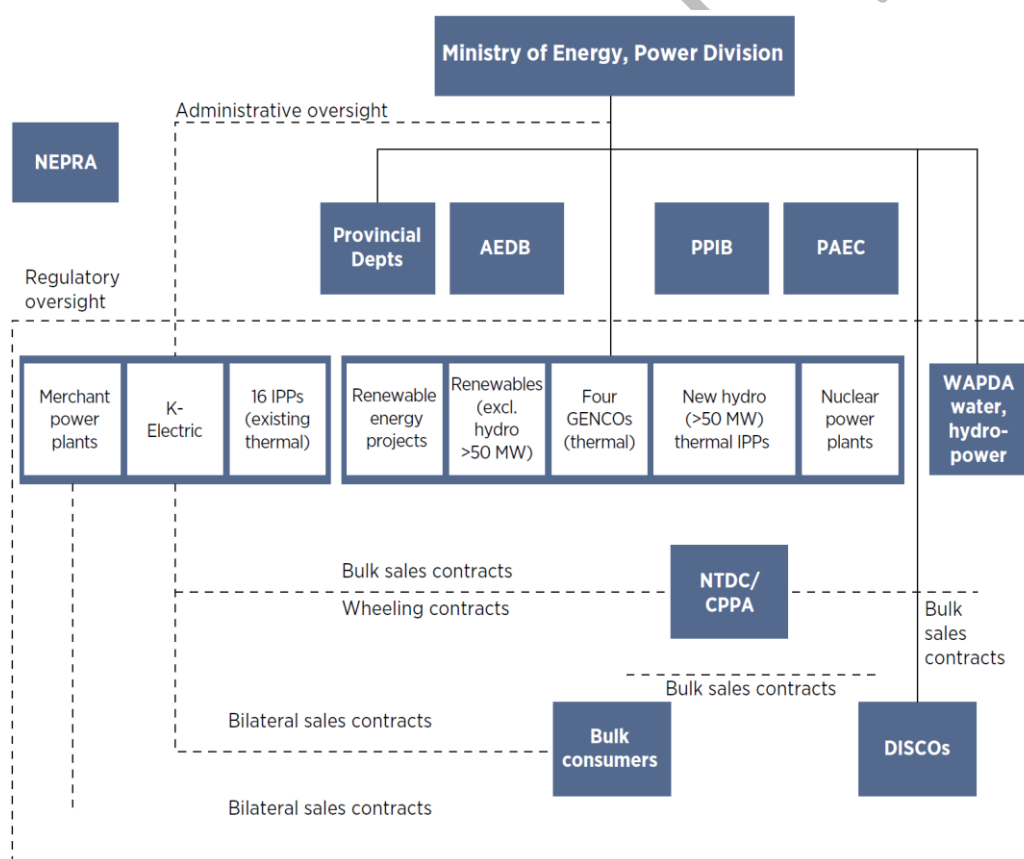 Ministry of Energy, Power Division
Administrative oversight
NEPRA
Provincial
Depts
AEDB
PPIB
PAEC
Regulatory
oversight
Merchant
power
plants
K-
Electric
16 IPPs
(existing
thermal)
Renewable
energy
projects
Renewables
(excl.
hydro
>50 MW)
Four
GENCOs
(thermal)
New hydro
(>50 MW)
thermal IPPs
Nuclear
power
plants
WAPDA
water,
hydro-
power
Bulk sales contracts
Wheeling contracts
NTDC/
CPPA
Bulk
sales
contracts
Bulk sales contracts
Bilateral sales contracts
Bulk
consumers
DISCOs
Bilateral sales contracts